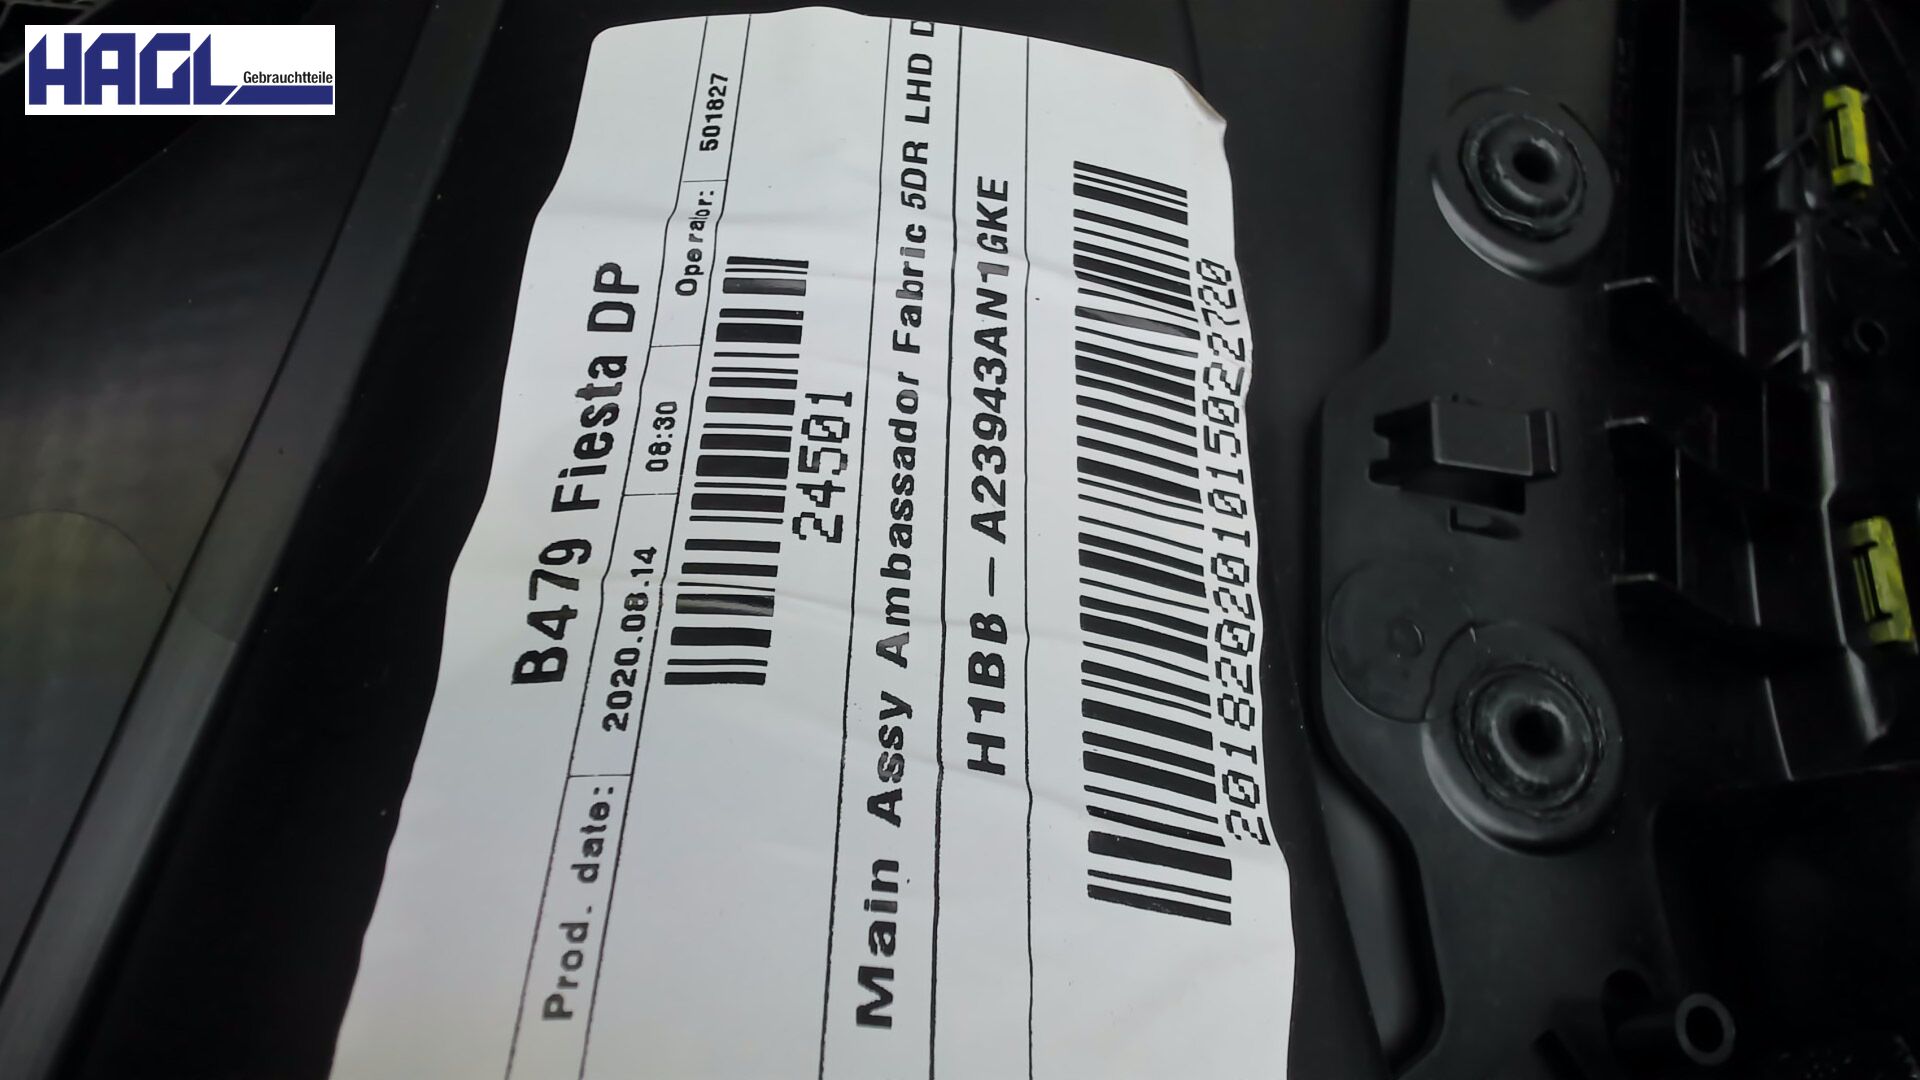 HAGL
Gebrauchtteile
B479 Fiesta DP
Prod. date: 2020.08.14 08:30 Operator: 501827
24501
Main Assy Ambassador Fabric 5DR LHD D
H1BB-A23943AN1GKE
201820201015022720